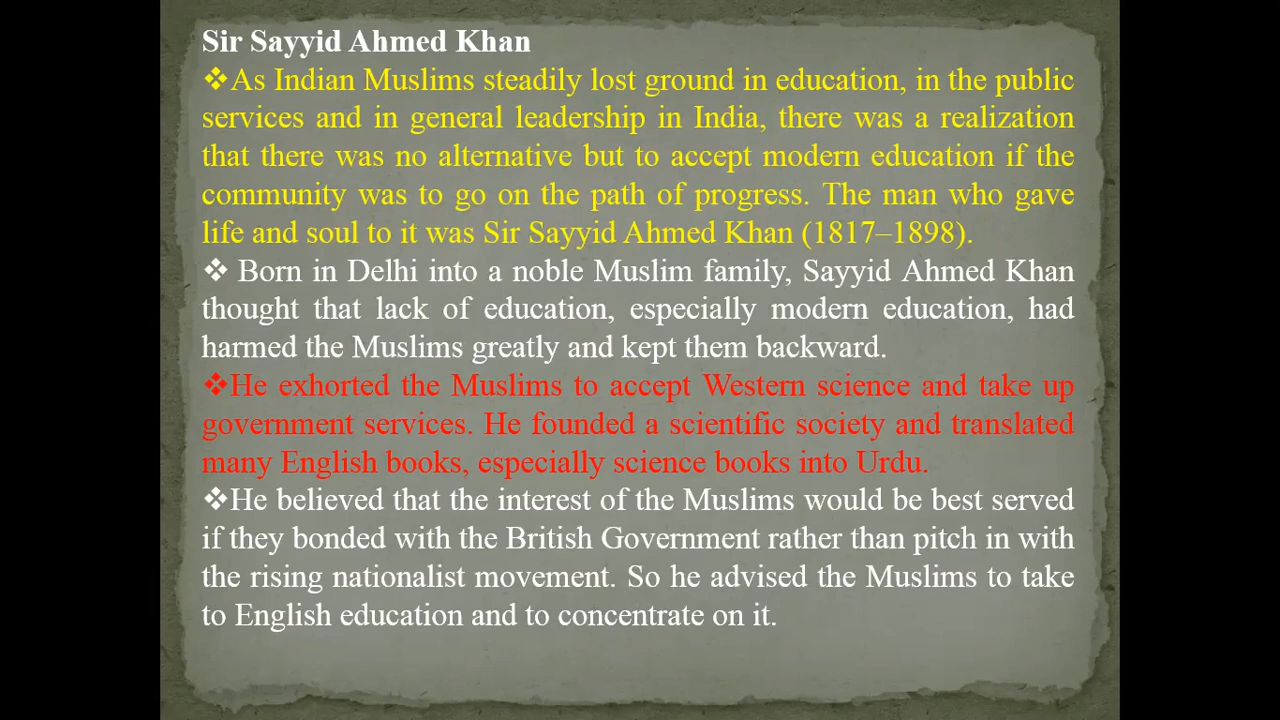 Sir Sayyid Ahmed Khan
❖As Indian Muslims steadily lost ground in education, in the public
services and in general leadership in India, there was a realization
that there was no alternative but to accept modern education if the
community was to go on the path of progress. The man who gave
life and soul to it was Sir Sayyid Ahmed Khan (1817–1898).
❖ Born in Delhi into a noble Muslim family, Sayyid Ahmed Khan
thought that lack of education, especially modern education, had
harmed the Muslims greatly and kept them backward.
❖He exhorted the Muslims to accept Western science and take up
government services. He founded a scientific society and translated
many English books, especially science books into Urdu.
❖He believed that the interest of the Muslims would be best served
if they bonded with the British Government rather than pitch in with
the rising nationalist movement. So he advised the Muslims to take
to English education and to concentrate on it.